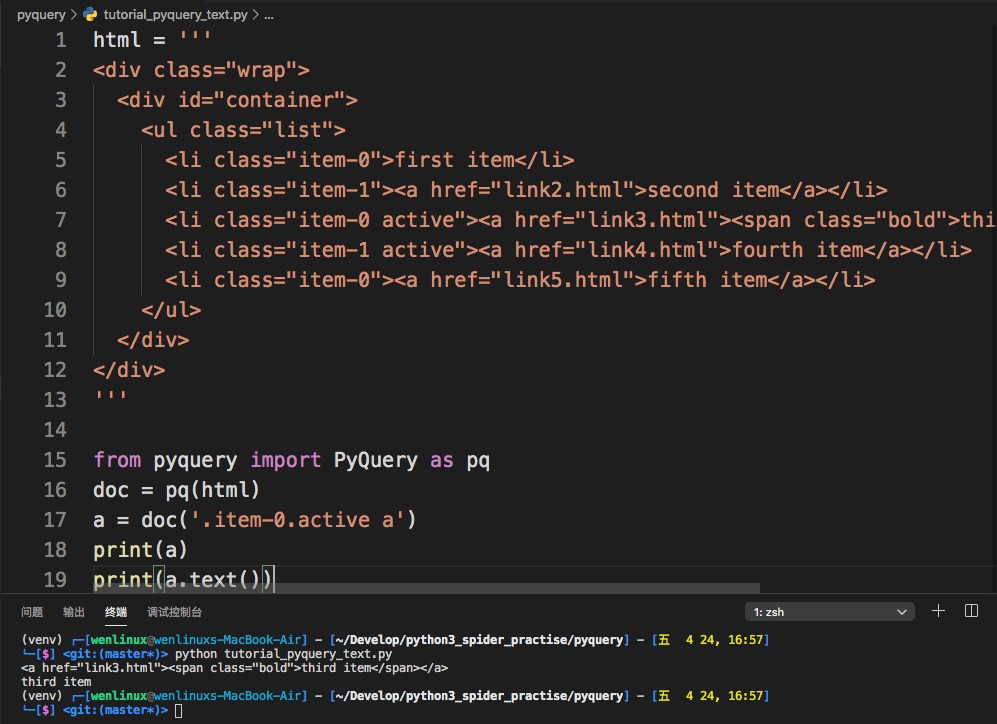 pyquery > tutorial_pyquery_text.py > ...
1 html = '''
2 <div class="wrap">
3 <div id="container">
4 <ul class="list">
5 <li class="item-0">first item</li>
6 <li class="item-1"><a href="link2.html">second item</a></li>
7 <li class="item-0 active"><a href="link3.html"><span class="bold">thi
8 <li class="item-1 active"><a href="link4.html">fourth item</a></li>
9 <li class="item-0"><a href="link5.html">fifth item</a></li>
10 </ul>
11 </div>
12 </div>
13 '''
14
15 from pyquery import PyQuery as pq
16 doc = pq(html)
17 a = doc('.item-0.active a')
18 print(a)
19 print(a.text())
问题 输出 终端 调试控制台 1: zsh
(venv) ┌─[wenlinux@wenlinuxs-MacBook-Air] - [~/Develop/python3_spider_practise/pyquery] - [五 4 24, 16:57]
└─[$] <git:(master*)> python tutorial_pyquery_text.py
<a href="link3.html"><span class="bold">third item</span></a>
third item
(venv) ┌─[wenlinux@wenlinuxs-MacBook-Air] - [~/Develop/python3_spider_practise/pyquery] - [五 4 24, 16:57]
└─[$] <git:(master*)>